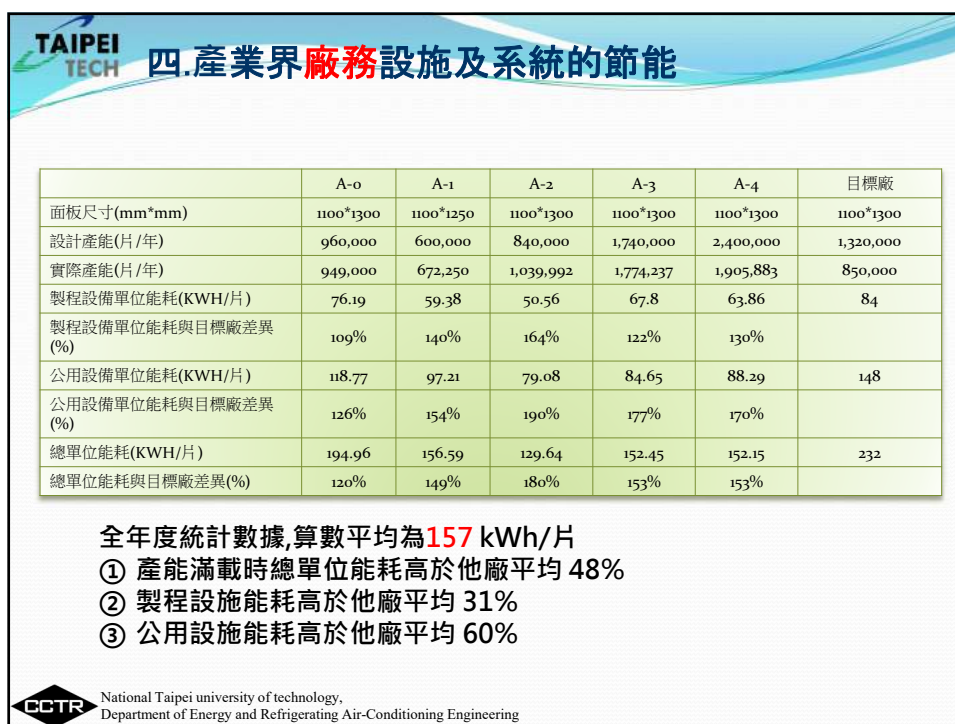 TAIPEI
TECH
四.產業界廠務設施及系統的節能
A-0 A-1 A-2 A-3 A-4 目標廠
面板尺寸(mm*mm) 1100*1300 1100*1250 1100*1300 1100*1300 1100*1300 1100*1300
設計產能(片/年) 960,000 600,000 840,000 1,740,000 2,400,000 1,320,000
實際產能(片/年) 949,000 672,250 1,039,992 1,774,237 1,905,883 850,000
製程設備單位能耗(KWH/片) 76.19 59.38 50.56 67.8 63.86 84
製程設備單位能耗與目標廠差異
(%) 109% 140% 164% 122% 130%
公用設備單位能耗(KWH/片) 118.77 97.21 79.08 84.65 88.29 148
公用設備單位能耗與目標廠差異
(%) 126% 154% 190% 177% 170%
總單位能耗(KWH/片) 194.96 156.59 129.64 152.45 152.15 232
總單位能耗與目標廠差異(%) 120% 149% 180% 153% 153%
全年度統計數據,算數平均為157 kWh/片
① 產能滿載時總單位能耗高於他廠平均 48%
② 製程設施能耗高於他廠平均 31%
③ 公用設施能耗高於他廠平均 60%
CCTR
National Taipei university of technology,
Department of Energy and Refrigerating Air-Conditioning Engineering